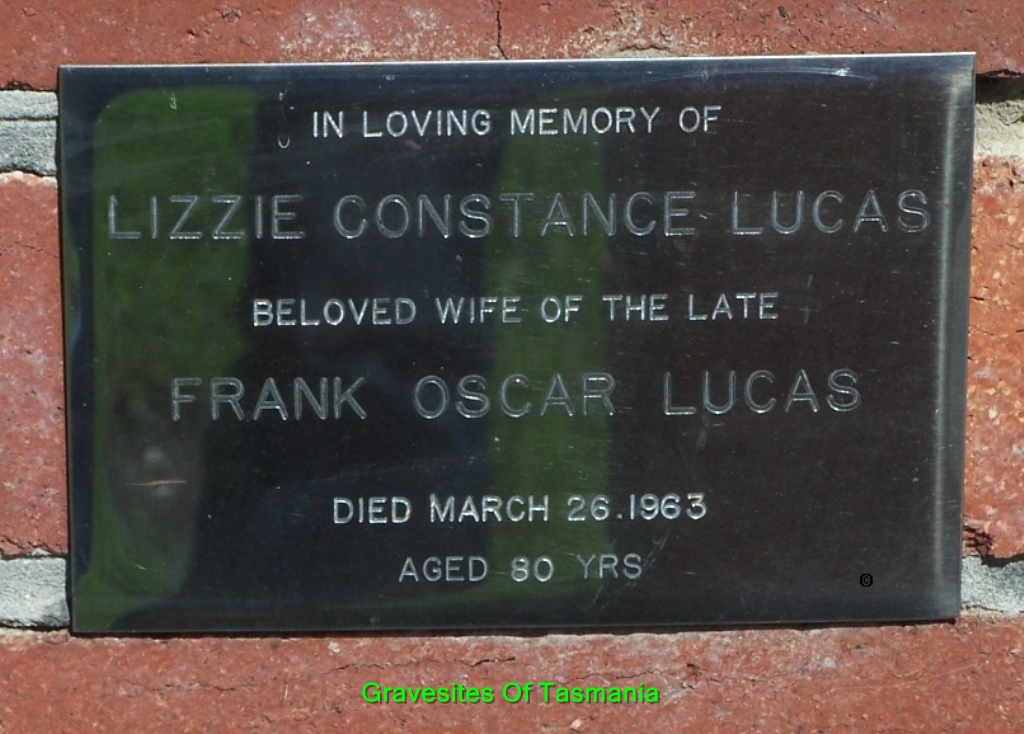 IN LOVING MEMORY OF
LIZZIE CONSTANCE LUCAS
BELOVED WIFE OF THE LATE
FRANK OSCAR LUCAS
DIED MARCH 26.1963
AGED 80 YRS
©
Gravesites Of Tasmania